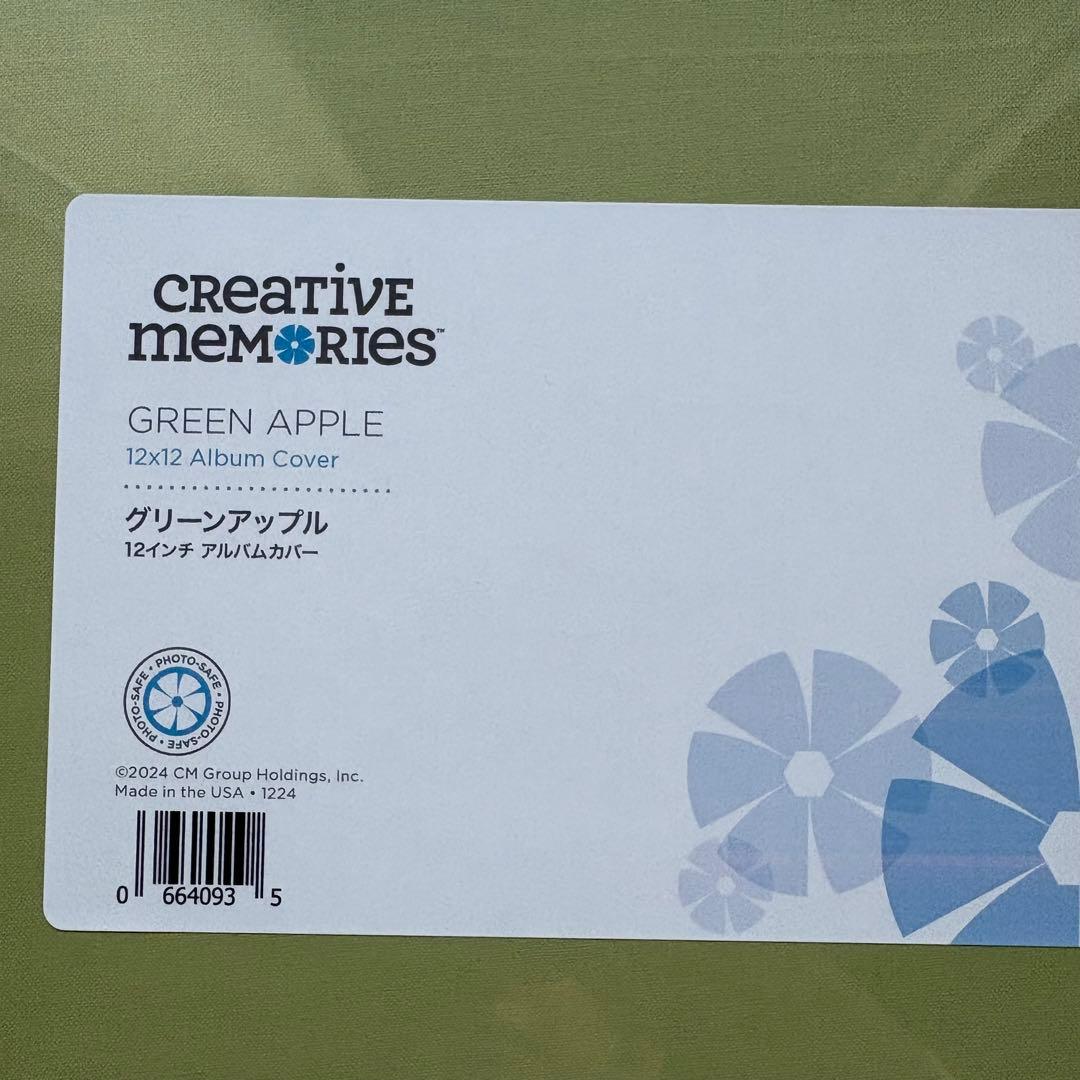 CREATIVE
MEMORIES™
GREEN APPLE
12x12 Album Cover
グリーンアップル
12インチ アルバムカバー
PHOTO-SAFE • PHOTO-SAFE • PHOTO-SAFE • PHOTO-SAFE •
©2024 CM Group Holdings, Inc.
Made in the USA • 1224
0 664093 5